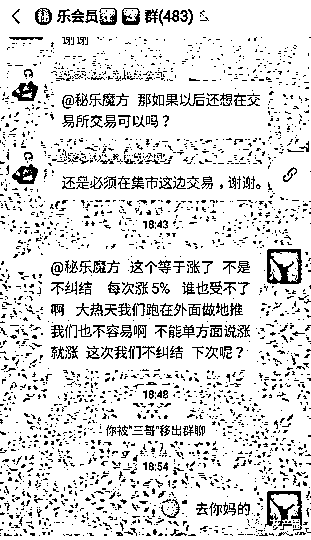 乐会员 群(483)
谢谢
@秘乐魔方 那如果以后还想在交
易所交易可以吗？
还是必须在集市这边交易，谢谢。
18:43
@秘乐魔方 这个等于涨了 不是
不纠结 每次涨5% 谁也受不了
啊 大热天我们跑在外面做地推
我们也不容易啊 不能单方面说涨
就涨 这次我们不纠结 下次呢？
18:48
你被"三哥"移出群聊
18:54
去你妈的